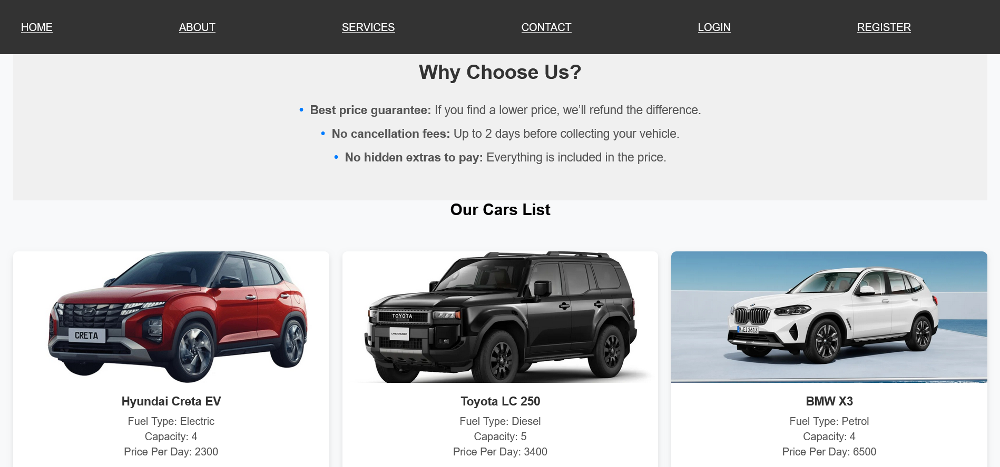 HOME ABOUT SERVICES CONTACT LOGIN REGISTER
Why Choose Us?
• Best price guarantee: If you find a lower price, we’ll refund the difference.
• No cancellation fees: Up to 2 days before collecting your vehicle.
• No hidden extras to pay: Everything is included in the price.
Our Cars List
CRETA
TOYOTA
LAND CRUISER
M EI 2613
Hyundai Creta EV
Fuel Type: Electric
Capacity: 4
Price Per Day: 2300
Toyota LC 250
Fuel Type: Diesel
Capacity: 5
Price Per Day: 3400
BMW X3
Fuel Type: Petrol
Capacity: 4
Price Per Day: 6500